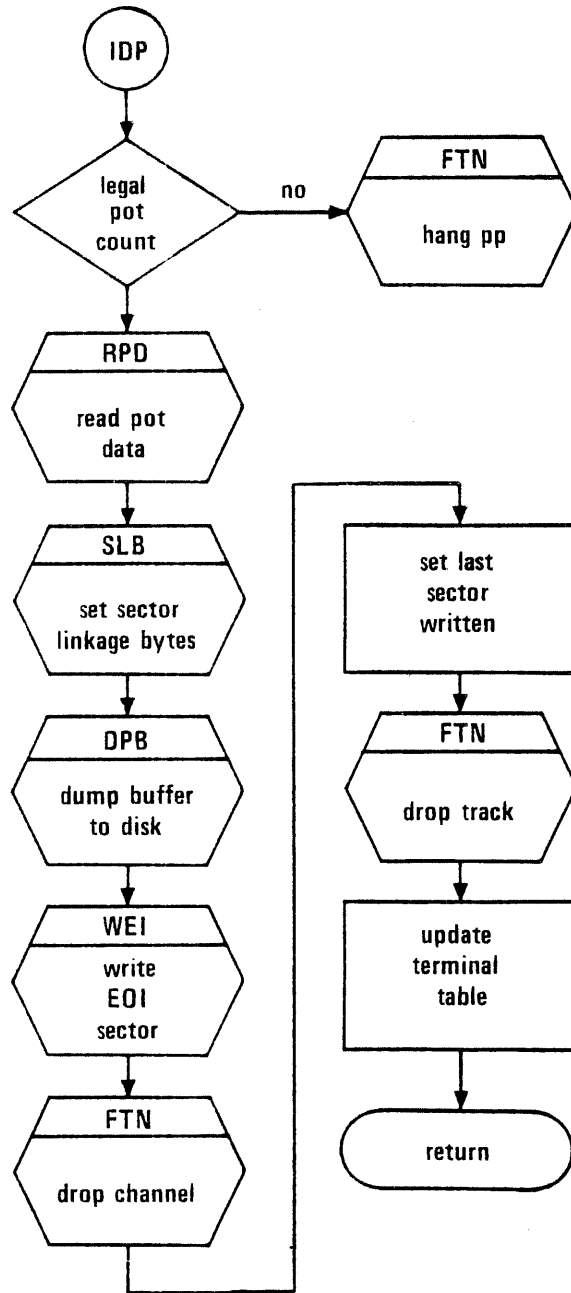 IDP
legal
pot
count
no
FTN
hang pp
RPD
read pot
data
SLB
set sector
linkage bytes
DPB
dump buffer
to disk
WEI
write
EOI
sector
FTN
drop channel
set last
sector
written
FTN
drop track
update
terminal
table
return